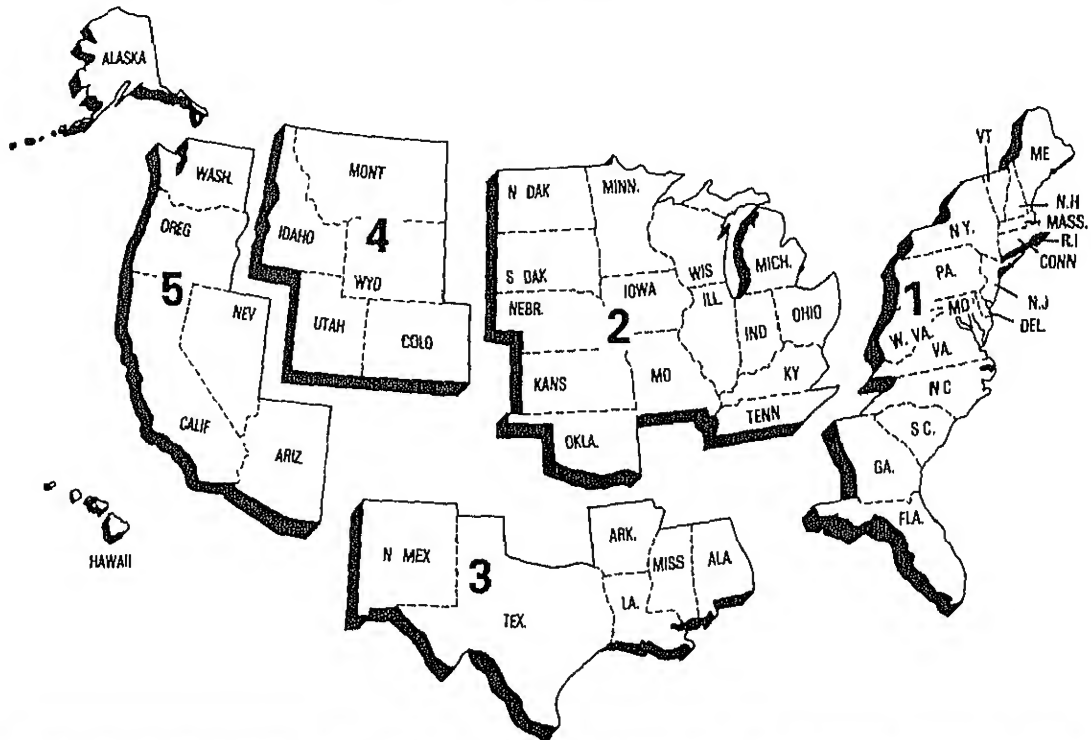 ALASKA
WASH.
OREG
5
NEV
CALIF
ARIZ
HAWAII
MONT
IDAHO
4
WYO
UTAH
COLO
N DAK
MINN.
S DAK
NEBR.
IOWA
WIS
MICH.
2
ILL.
IND
OHIO
KANS
MO
KY
TENN
OKLA.
N MEX
3
TEX.
ARK.
LA.
MISS
ALA
VT
ME
N.H
MASS.
R.I
CONN
N.Y.
PA.
1
N.J
DEL.
MD
W. VA.
VA.
N C
S C.
GA.
FLA.